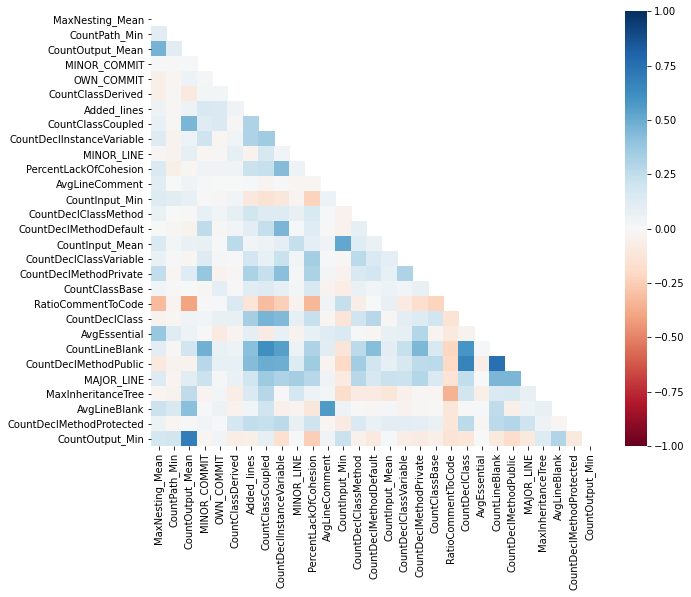 MaxNesting_Mean
CountPath_Min
CountOutput_Mean
MINOR_COMMIT
OWN_COMMIT
CountClassDerived
Added_lines
CountClassCoupled
CountDeclInstanceVariable
MINOR_LINE
PercentLackOfCohesion
AvgLineComment
CountInput_Min
CountDeclClassMethod
CountDeclMethodDefault
CountInput_Mean
CountDeclClassVariable
CountDeclMethodPrivate
CountClassBase
RatioCommentToCode
CountDeclClass
AvgEssential
CountLineBlank
CountDeclMethodPublic
MAJOR_LINE
MaxInheritanceTree
AvgLineBlank
CountDeclMethodProtected
CountOutput_Min
MaxNesting_Mean
CountPath_Min
CountOutput_Mean
MINOR_COMMIT
OWN_COMMIT
CountClassDerived
Added_lines
CountClassCoupled
CountDeclInstanceVariable
MINOR_LINE
PercentLackOfCohesion
AvgLineComment
CountInput_Min
CountDeclClassMethod
CountDeclMethodDefault
CountInput_Mean
CountDeclClassVariable
CountDeclMethodPrivate
CountClassBase
RatioCommentToCode
CountDeclClass
AvgEssential
CountLineBlank
CountDeclMethodPublic
MAJOR_LINE
MaxInheritanceTree
AvgLineBlank
CountDeclMethodProtected
CountOutput_Min
1.00
0.75
0.50
0.25
0.00
−0.25
−0.50
−0.75
−1.00